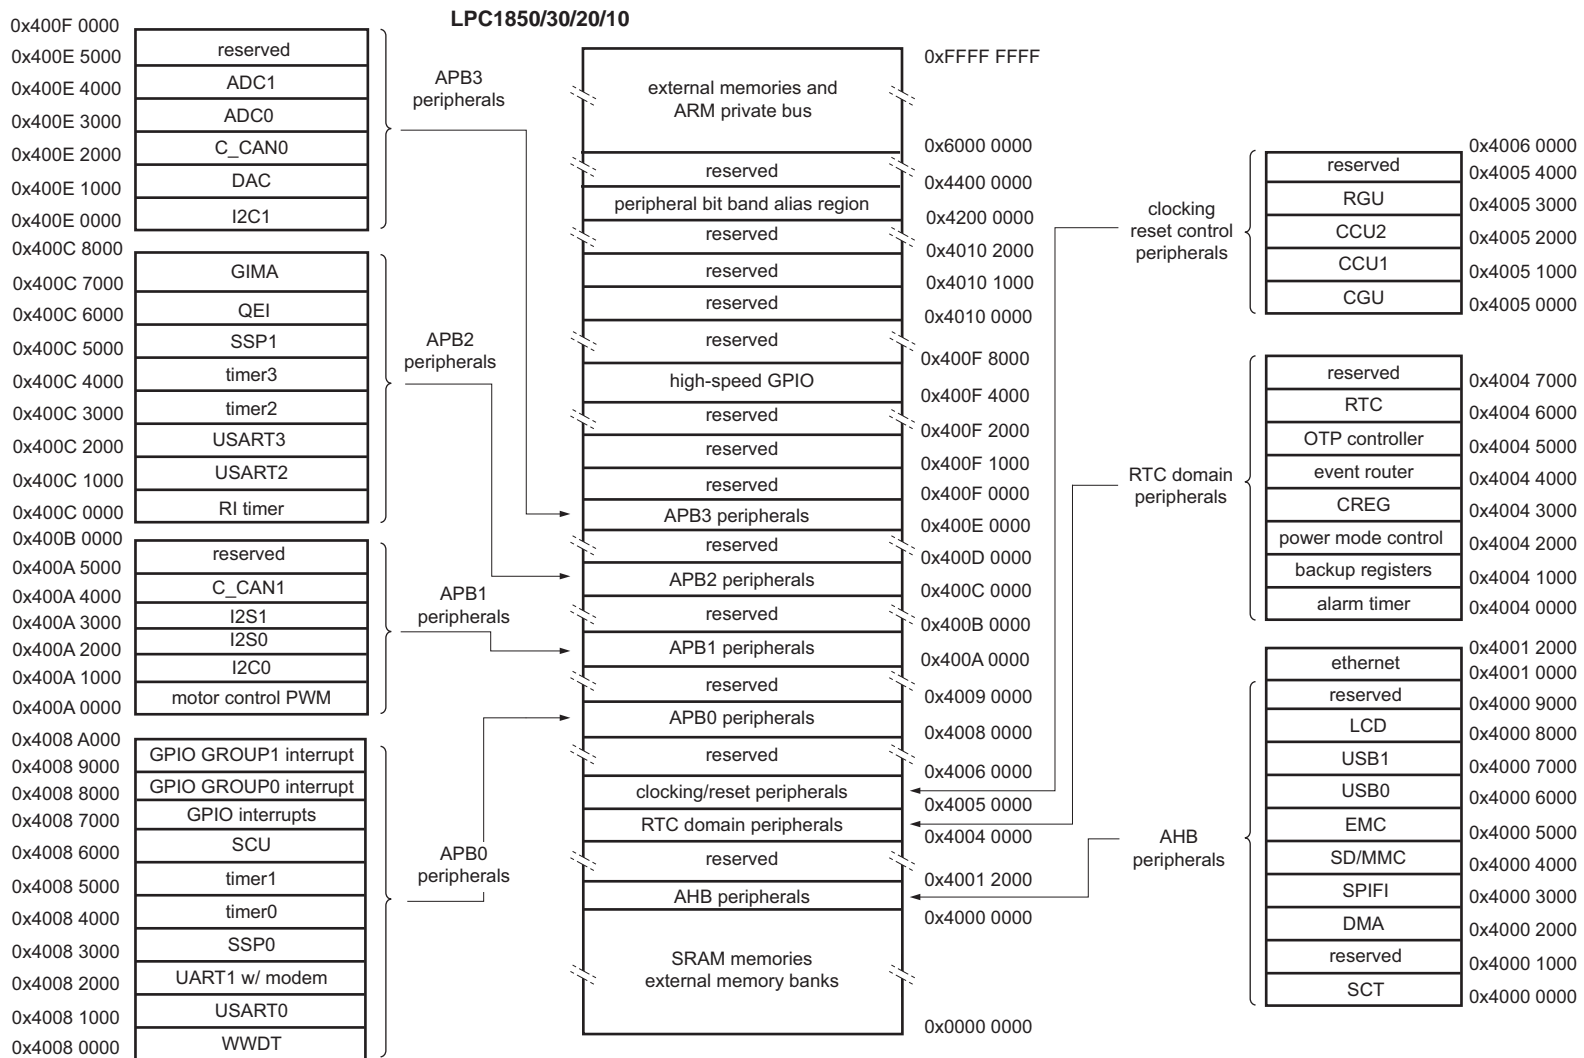 LPC1850/30/20/10
0x400F 0000
reserved
0x400E 5000
ADC1
0x400E 4000
ADC0
0x400E 3000
C_CAN0
0x400E 2000
DAC
0x400E 1000
I2C1
0x400E 0000
APB3
peripherals
0x400C 8000
GIMA
0x400C 7000
QEI
0x400C 6000
SSP1
0x400C 5000
timer3
0x400C 4000
timer2
0x400C 3000
USART3
0x400C 2000
USART2
0x400C 1000
RI timer
0x400C 0000
APB2
peripherals
0x400B 0000
reserved
0x400A 5000
C_CAN1
0x400A 4000
I2S1
0x400A 3000
I2S0
0x400A 2000
I2C0
0x400A 1000
motor control PWM
0x400A 0000
APB1
peripherals
0x4008 A000
GPIO GROUP1 interrupt
0x4008 9000
GPIO GROUP0 interrupt
0x4008 8000
GPIO interrupts
0x4008 7000
SCU
0x4008 6000
timer1
0x4008 5000
timer0
0x4008 4000
SSP0
0x4008 3000
UART1 w/ modem
0x4008 2000
USART0
0x4008 1000
WWDT
0x4008 0000
APB0
peripherals
0xFFFF FFFF
external memories and
ARM private bus
0x6000 0000
reserved
0x4400 0000
peripheral bit band alias region
0x4200 0000
reserved
0x4010 2000
reserved
0x4010 1000
reserved
0x4010 0000
reserved
0x400F 8000
high-speed GPIO
0x400F 4000
reserved
0x400F 2000
reserved
0x400F 1000
reserved
0x400F 0000
APB3 peripherals
0x400E 0000
reserved
0x400D 0000
APB2 peripherals
0x400C 0000
reserved
0x400B 0000
APB1 peripherals
0x400A 0000
reserved
0x4009 0000
APB0 peripherals
0x4008 0000
reserved
0x4006 0000
clocking/reset peripherals
0x4005 0000
RTC domain peripherals
0x4004 0000
reserved
0x4001 2000
AHB peripherals
0x4000 0000
SRAM memories
external memory banks
0x0000 0000
clocking
reset control
peripherals
0x4006 0000
reserved
0x4005 4000
RGU
0x4005 3000
CCU2
0x4005 2000
CCU1
0x4005 1000
CGU
0x4005 0000
RTC domain
peripherals
reserved
0x4004 7000
RTC
0x4004 6000
OTP controller
0x4004 5000
event router
0x4004 4000
CREG
0x4004 3000
power mode control
0x4004 2000
backup registers
0x4004 1000
alarm timer
0x4004 0000
AHB
peripherals
0x4001 2000
ethernet
0x4001 0000
reserved
0x4000 9000
LCD
0x4000 8000
USB1
0x4000 7000
USB0
0x4000 6000
EMC
0x4000 5000
SD/MMC
0x4000 4000
SPIFI
0x4000 3000
DMA
0x4000 2000
reserved
0x4000 1000
SCT
0x4000 0000